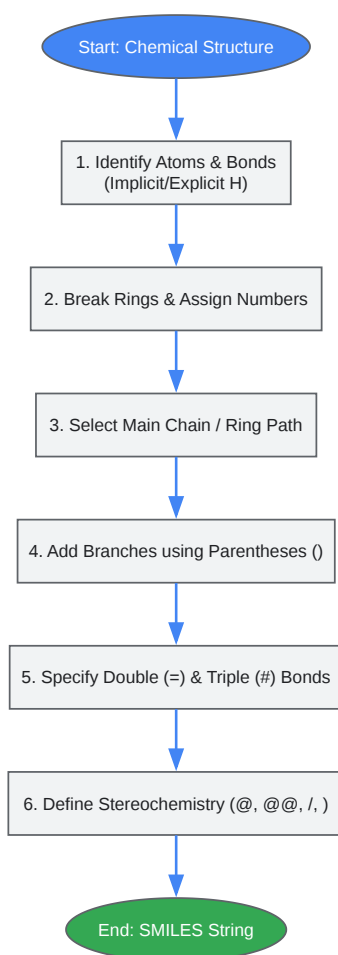 Start: Chemical Structure
1. Identify Atoms & Bonds
(Implicit/Explicit H)
2. Break Rings & Assign Numbers
3. Select Main Chain / Ring Path
4. Add Branches using Parentheses ()
5. Specify Double (=) & Triple (#) Bonds
6. Define Stereochemistry (@, @@, /, )
End: SMILES String